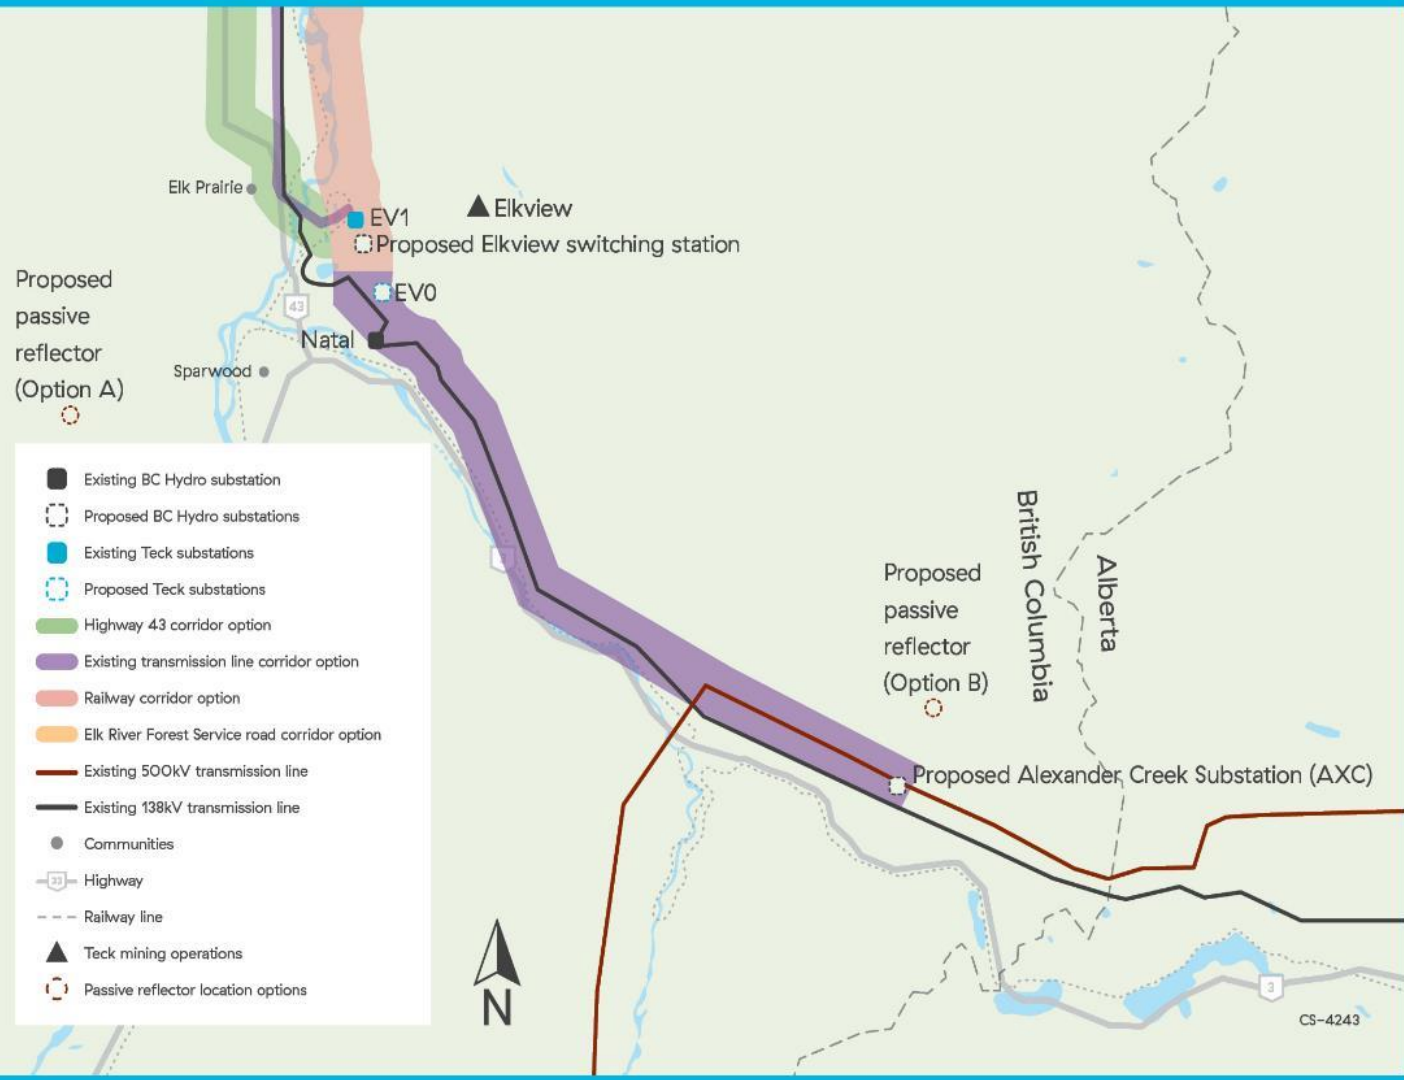 Elk Prairie
EV1
Elkview
Proposed Elkview switching station
Proposed
passive
reflector
(Option A)
EV0
43
Natal
Sparwood
Existing BC Hydro substation
Proposed BC Hydro substations
Existing Teck substations
Proposed Teck substations
Highway 43 corridor option
Existing transmission line corridor option
Railway corridor option
Elk River Forest Service road corridor option
Existing 500kV transmission line
Existing 138kV transmission line
Communities
33
Highway
Railway line
Teck mining operations
Passive reflector location options
3
British Columbia
Alberta
Proposed
passive
reflector
(Option B)
Proposed Alexander Creek Substation (AXC)
N
3
CS-4243